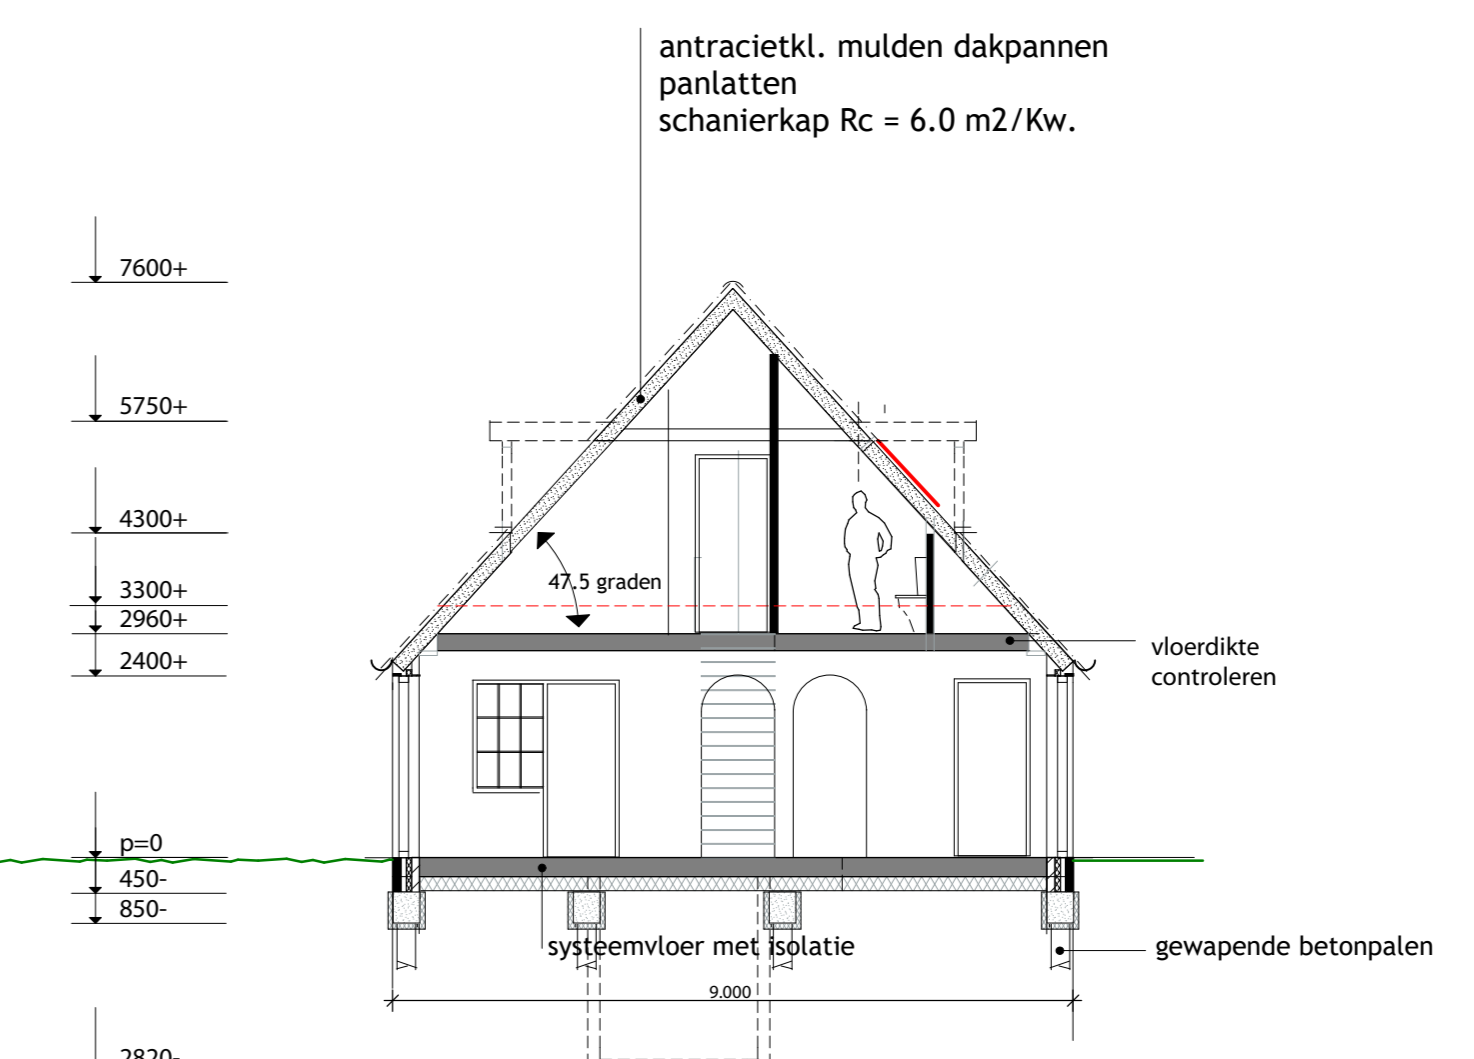 antracietkl. mulden dakpannen
panlatten
schanierkap Rc = 6.0 m2/Kw.
7600+
5750+
4300+
47.5 graden
3300+
2960+
2400+
vloerdikte
controleren
p=0
450-
850-
systeemvloer met isolatie
gewapende betonpalen
9.000
2820-